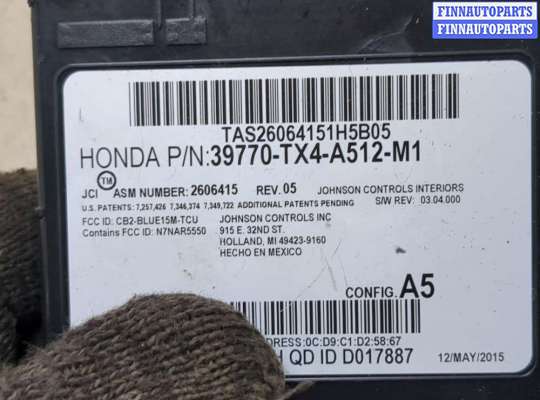 FINNAUTOPARTS
FINNAUTOPARTS
TAS26064151H5B05
HONDA P/N:39770-TX4-A512-M1
TM
JCI ASM NUMBER: 2606415 REV. 05 JOHNSON CONTROLS INTERIORS
U.S. PATENTS: 7,257,426 7,346,374 7,349,722 ADDITIONAL PATENTS PENDING S/W REV: 03.04.000
FCC ID: CB2-BLUE15M-TCU JOHNSON CONTROLS INC
Contains FCC ID: N7NAR5550 915 E. 32ND ST.
HOLLAND, MI 49423-9160
HECHO EN MEXICO
CONFIG. A5
DRESS:0C:D9:C1:D2:58:67
H QD ID D017887 12/MAY/2015